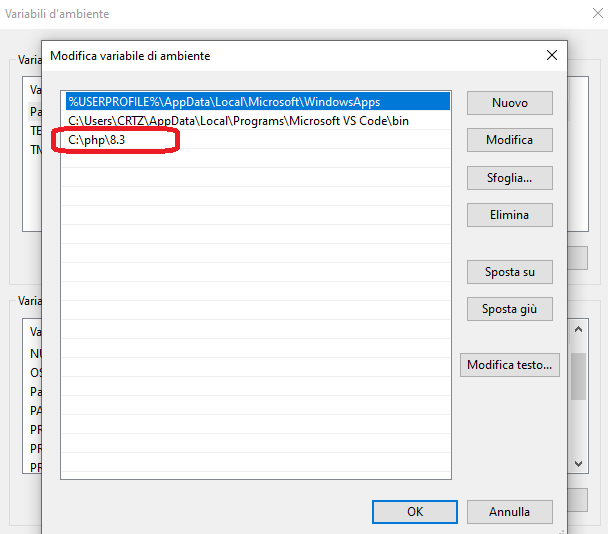 Variabili d'ambiente
Modifica variabile di ambiente
%USERPROFILE%\AppData\Local\Microsoft\WindowsApps
C:\Users\CRTZ\AppData\Local\Programs\Microsoft VS Code\bin
C:\php\8.3
Nuovo
Modifica
Sfoglia...
Elimina
Sposta su
Sposta giù
Modifica testo...
OK
Annulla
Varia
Va
Pa
TE
TN
Varia
Va
NU
OS
Pa
PA
PR
PR
PR